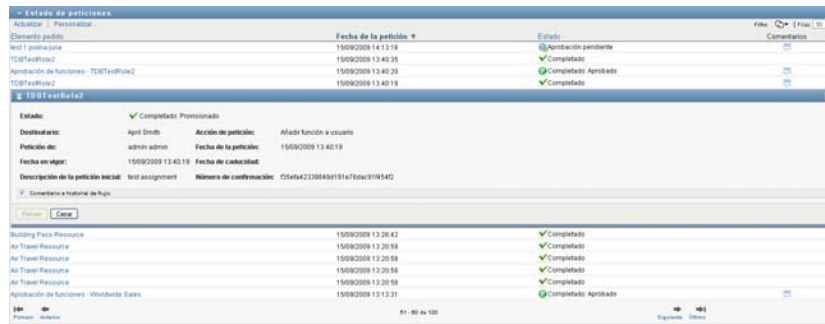 Estado de peticiones
Actualizar | Personalizar
Filtro | Filas 10
Elemento pedido Fecha de la petición Estado Comentarios
test 1 polina june 15/09/2009 14:13:16 Aprobación pendiente
TDBTestRole2 15/09/2009 13:40:35 Completado
Aprobación de funciones - TDBTestRole2 15/09/2009 13:40:20 Completado: Aprobado
TDBTestRole2 15/09/2009 13:40:19 Completado
TDBTestRole2
Estado: Completado: Provisionado
Destinatario: April Smith Acción de petición: Añadir función a usuario
Petición de: admin admin Fecha de la petición: 15/09/2009 13:40:19
Fecha en vigor: 15/09/2009 13:40:19 Fecha de caducidad:
Descripción de la petición inicial: test assignment Número de confirmación:
Comentario e historial de flujo
Retraer Cerrar
Building Pass Resource 15/09/2009 13:26:42 Completado
Air Travel Resource 15/09/2009 13:20:59 Completado
Air Travel Resource 15/09/2009 13:20:58 Completado
Air Travel Resource 15/09/2009 13:20:58 Completado
Air Travel Resource 15/09/2009 13:20:58 Completado
Aprobación de funciones - Worldwide Sales 15/09/2009 13:13:31 Completado: Aprobado
Primero Anterior 51 - 60 de 120 Siguiente Último